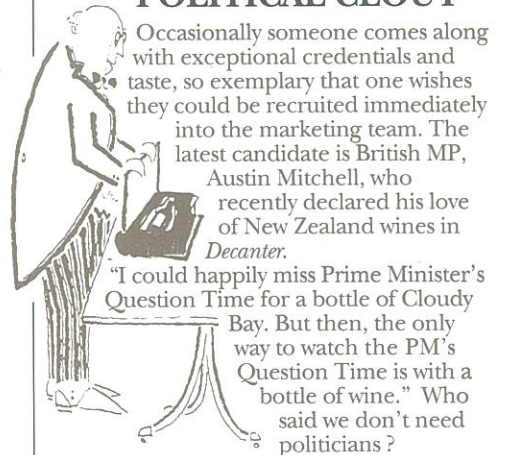 POLITICAL CLOUT
Occasionally someone comes along
with exceptional credentials and
taste, so exemplary that one wishes
they could be recruited immediately
into the marketing team. The
latest candidate is British MP,
Austin Mitchell, who
recently declared his love
of New Zealand wines in
Decanter.
“I could happily miss Prime Minister’s
Question Time for a bottle of Cloudy
Bay. But then, the only
way to watch the PM’s
Question Time is with a
bottle of wine.” Who
said we don’t need
politicians ?